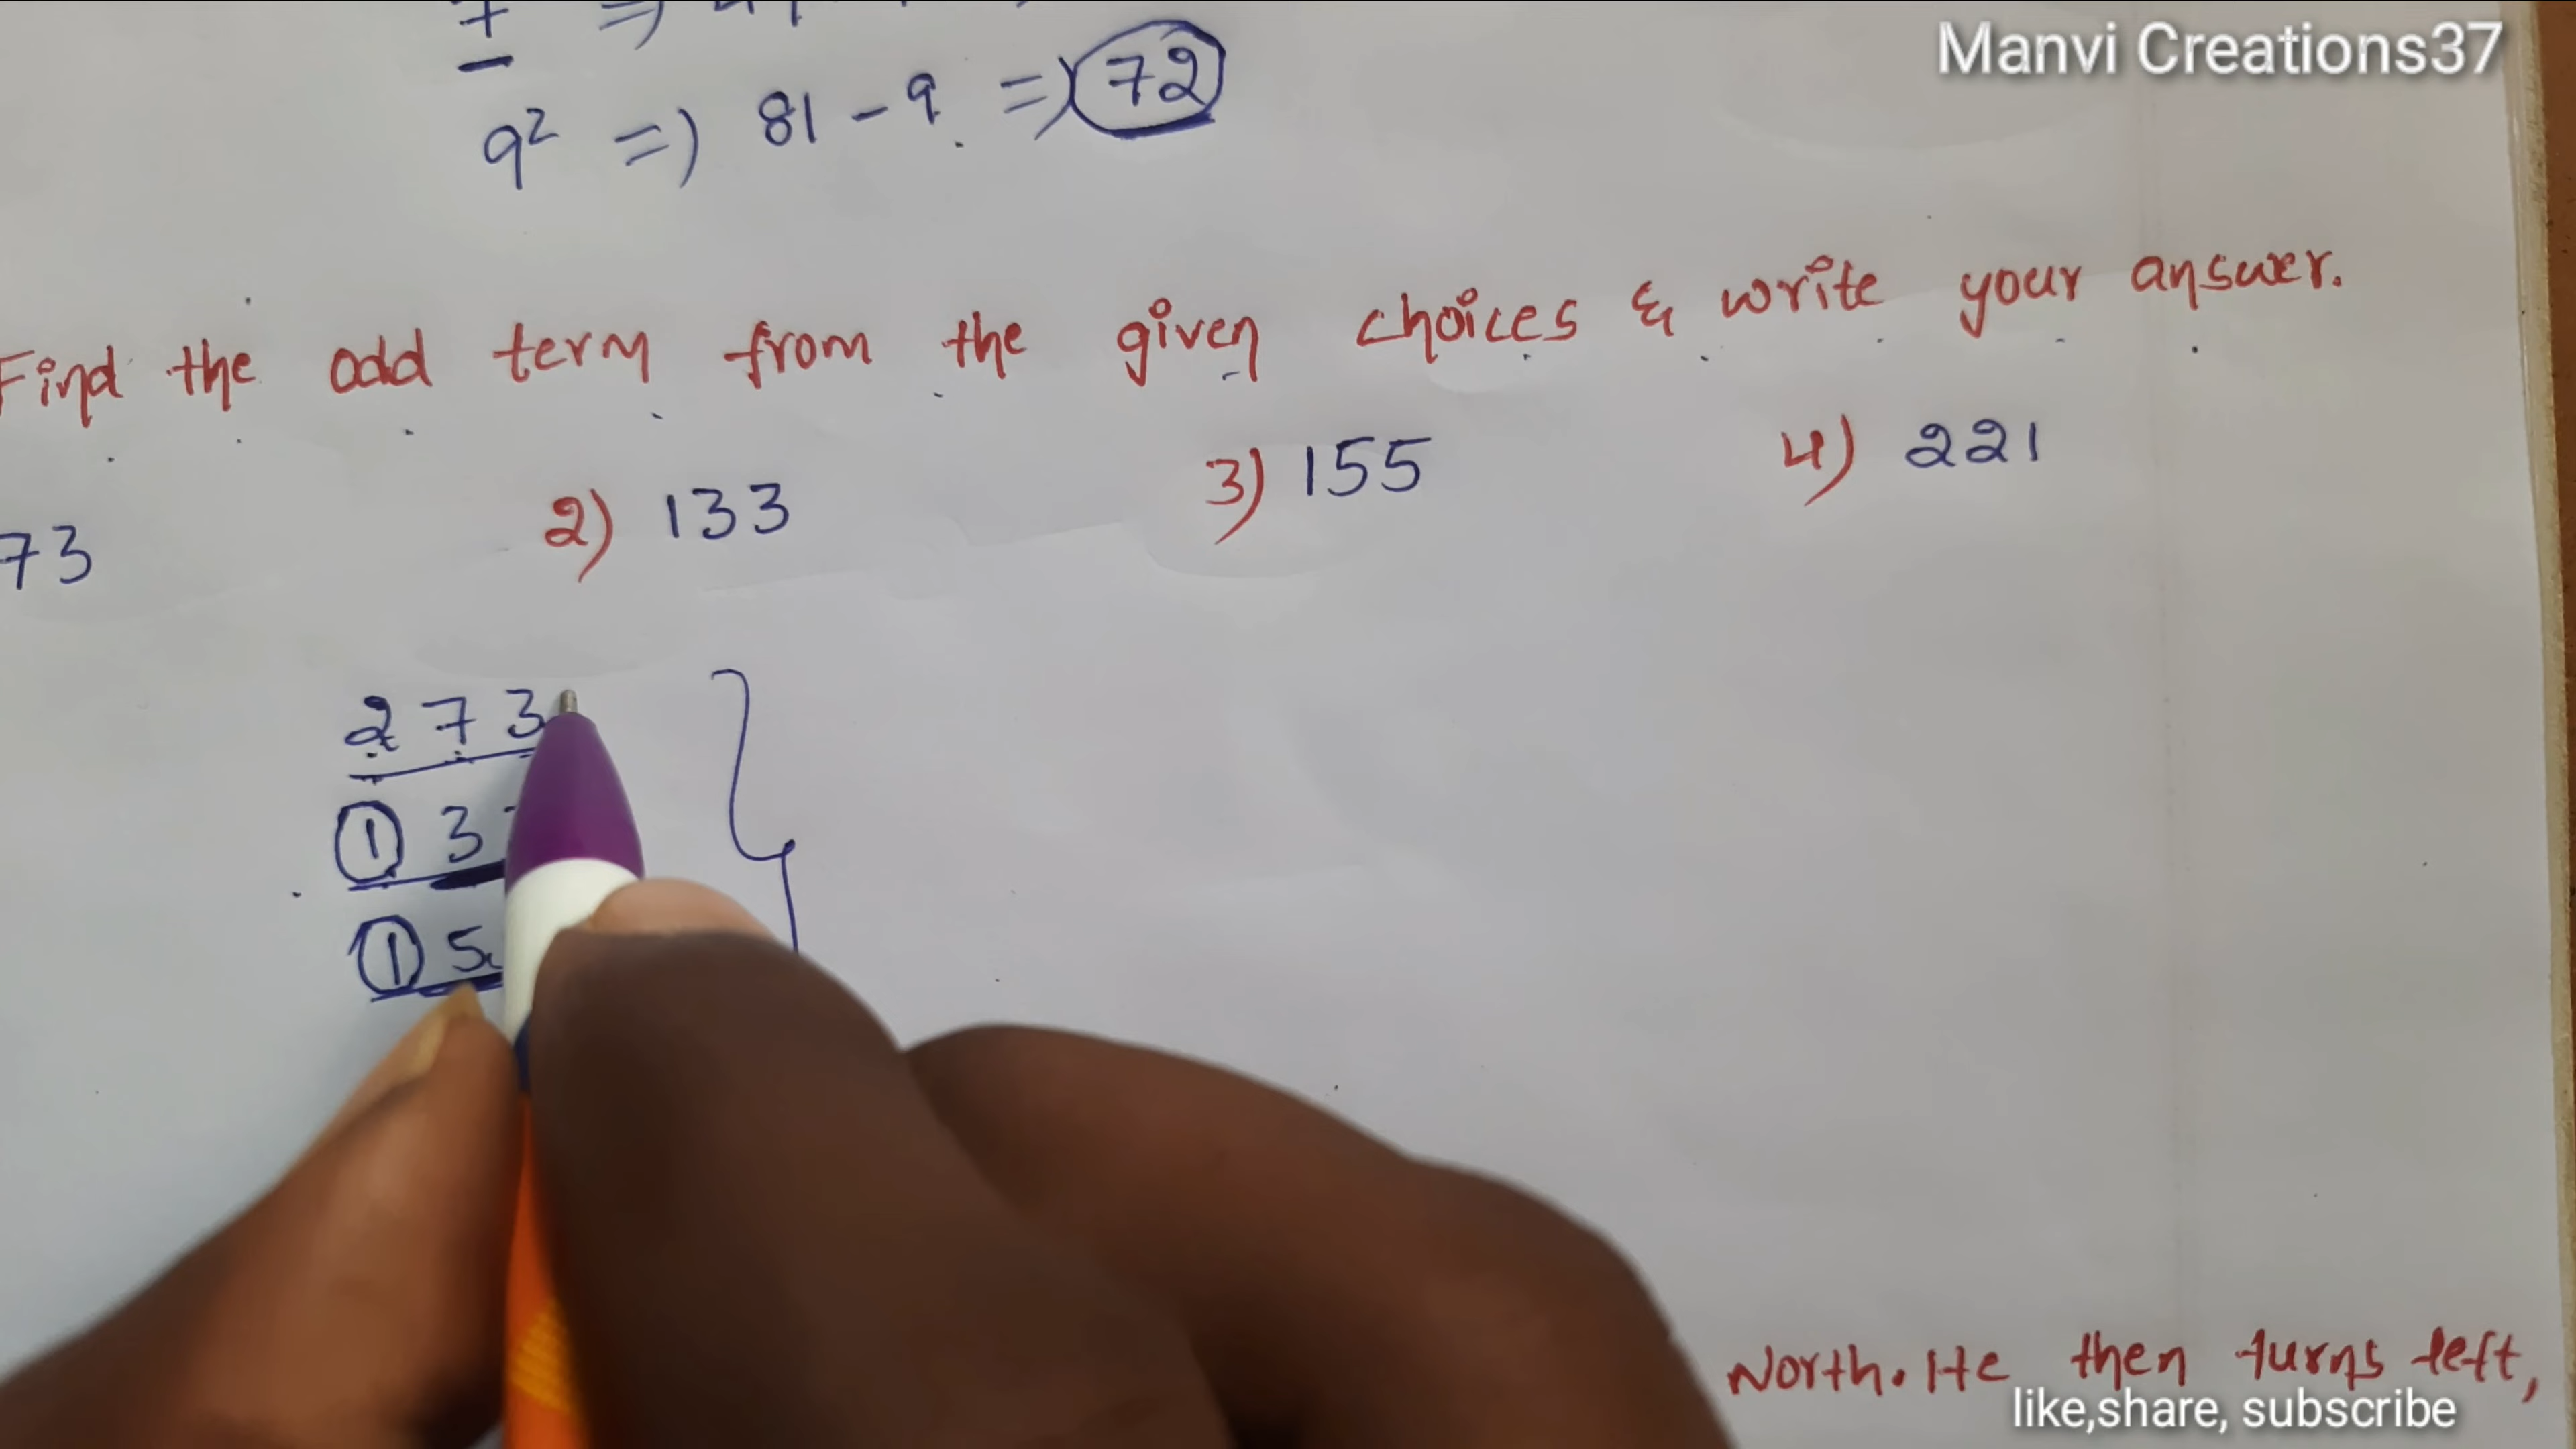 Manvi Creations37
9² => 81 - 9 => 72
Find the odd term from the given choices & write your answer.
73 2) 133 3) 155 4) 221
273
1 3
1 5
North. He then turns left,
like,share, subscribe